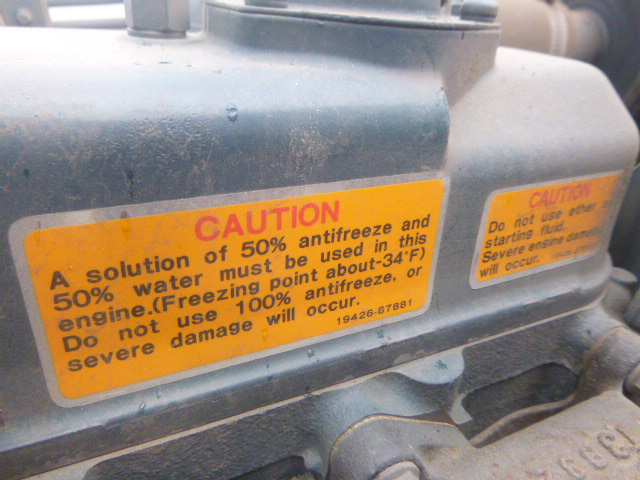 CAUTION
A solution of 50% antifreeze and
50% water must be used in this
engine.(Freezing point about-34°F)
Do not use 100% antifreeze, or
severe damage will occur.
19426-87881
CAUTION
Do not use ether
starting fluid.
Severe engine damage
will occur.